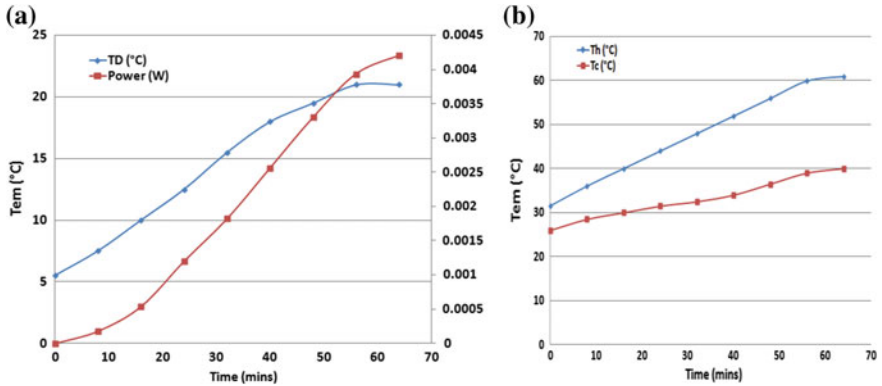 (a)
TD (°C)
Power (W)
25
20
15
10
5
0
Tem (°C)
0.0045
0.004
0.0035
0.003
0.0025
0.002
0.0015
0.001
0.0005
0
0 10 20 30 40 50 60 70
Time (mins)
(b)
Th (°C)
Tc (°C)
70
60
50
40
30
20
10
0
Tem (°C)
0 10 20 30 40 50 60 70
Time (mins)